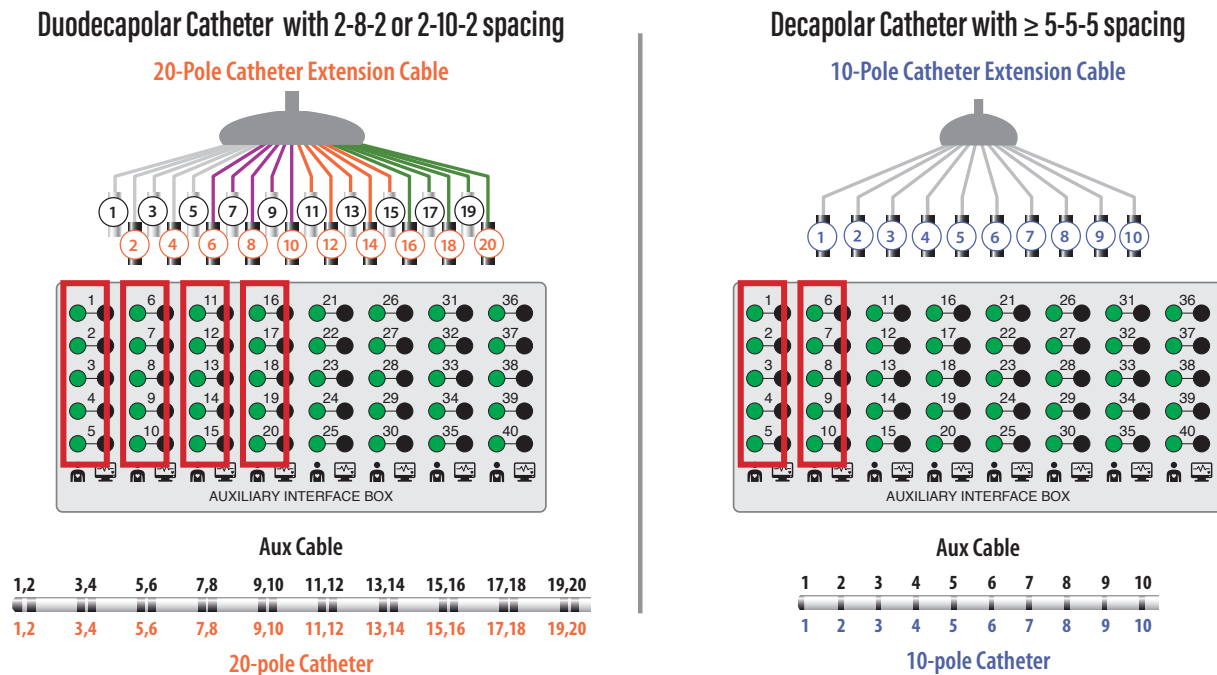 Duodecapolar Catheter with 2-8-2 or 2-10-2 spacing
20-Pole Catheter Extension Cable
1 3 5 7 9 11 13 15 17 19
2 4 6 8 10 12 14 16 18 20
1 6 11 16 21 26 31 36
2 7 12 17 22 27 32 37
3 8 13 18 23 28 33 38
4 9 14 19 24 29 34 39
5 10 15 20 25 30 35 40
AUXILIARY INTERFACE BOX
Aux Cable
1,2 3,4 5,6 7,8 9,10 11,12 13,14 15,16 17,18 19,20
1,2 3,4 5,6 7,8 9,10 11,12 13,14 15,16 17,18 19,20
20-pole Catheter
Decapolar Catheter with ≥ 5-5-5 spacing
10-Pole Catheter Extension Cable
1 2 3 4 5 6 7 8 9 10
1 6 11 16 21 26 31 36
2 7 12 17 22 27 32 37
3 8 13 18 23 28 33 38
4 9 14 19 24 29 34 39
5 10 15 20 25 30 35 40
AUXILIARY INTERFACE BOX
Aux Cable
1 2 3 4 5 6 7 8 9 10
1 2 3 4 5 6 7 8 9 10
10-pole Catheter